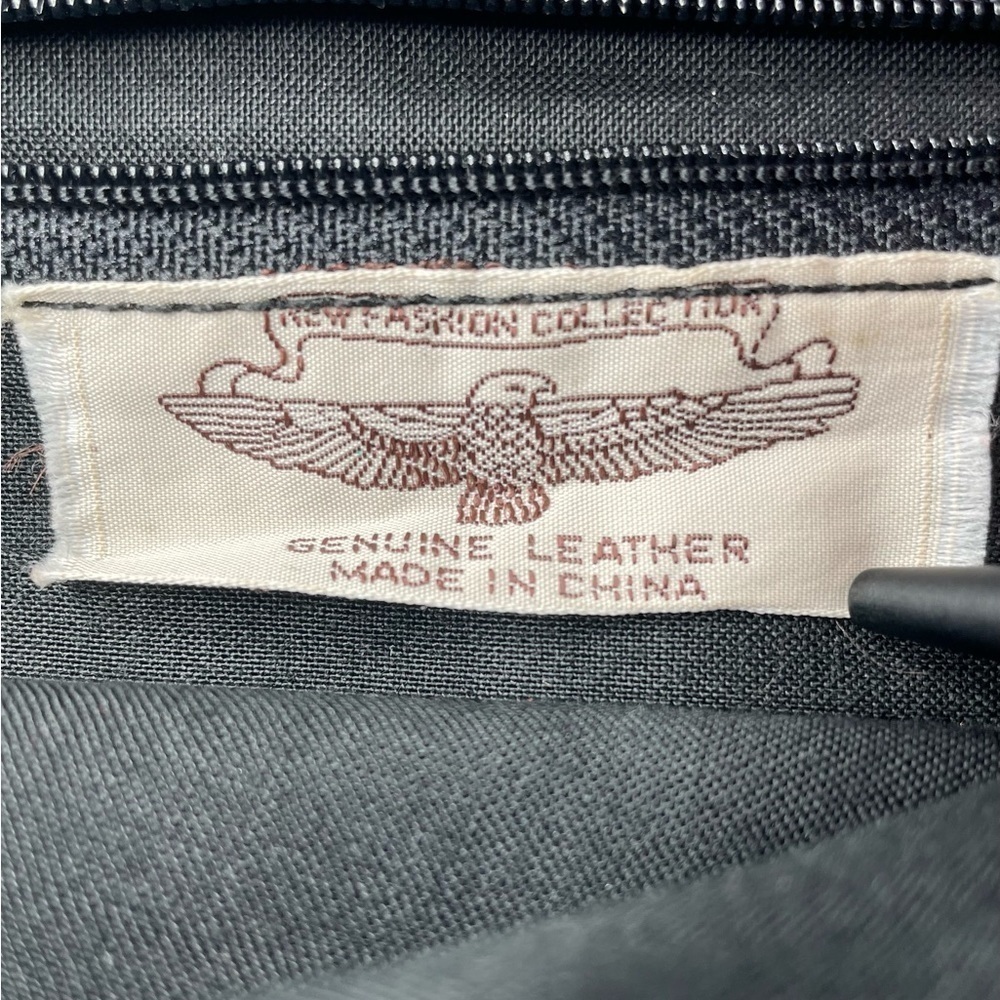 NEW FASHION COLLECTION
GENUINE LEATHER
MADE IN CHINA